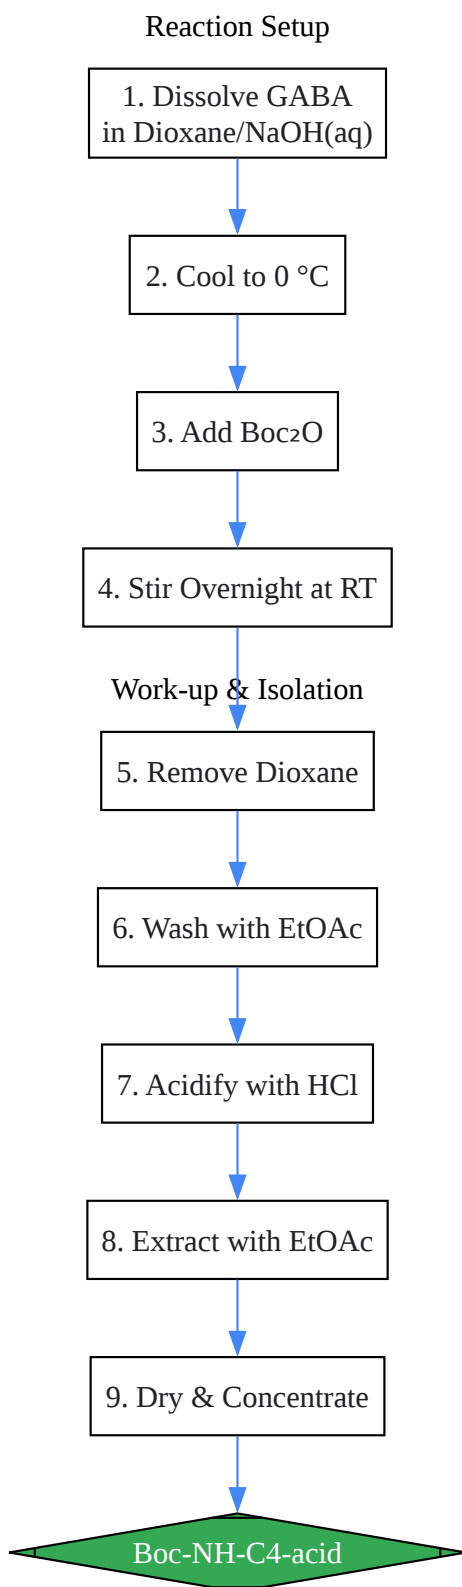 Reaction Setup
1. Dissolve GABA
in Dioxane/NaOH(aq)
2. Cool to 0 °C
3. Add Boc₂O
4. Stir Overnight at RT
Work-up & Isolation
5. Remove Dioxane
6. Wash with EtOAc
7. Acidify with HCl
8. Extract with EtOAc
9. Dry & Concentrate
Boc-NH-C4-acid